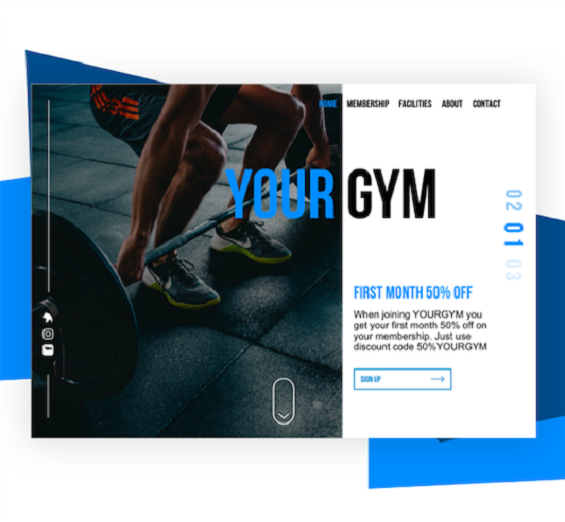 HOME MEMBERSHIP FACILITIES ABOUT CONTACT
YOUR GYM
02
01
03
FIRST MONTH 50% OFF
When joining YOURGYM you
get your first month 50% off on
your membership. Just use
discount code 50%YOURGYM
SIGN UP